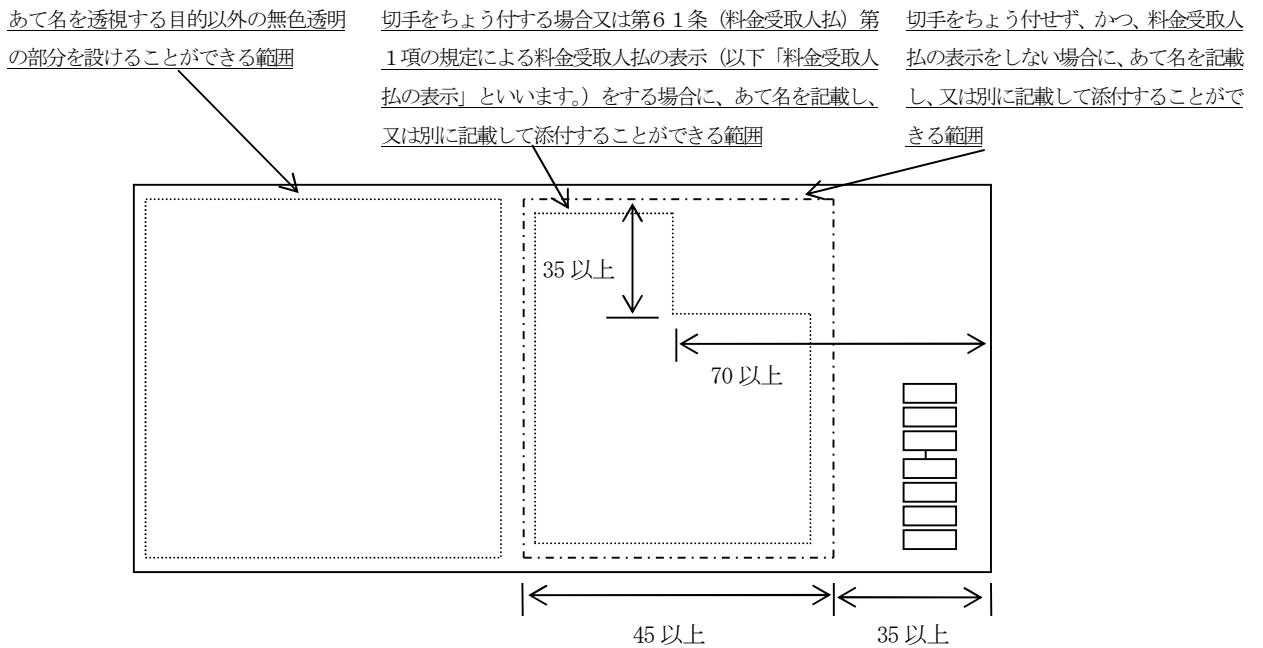 あて名を透視する目的以外の無色透明
の部分を設けることができる範囲
切手をちょう付する場合又は第６１条（料金受取人払）第
１項の規定による料金受取人払の表示（以下「料金受取人
払の表示」といいます。）をする場合に、あて名を記載し、
又は別に記載して添付することができる範囲
切手をちょう付せず、かつ、料金受取人
払の表示をしない場合に、あて名を記載
し、又は別に記載して添付することがで
きる範囲
35 以上
70 以上
45 以上
35 以上